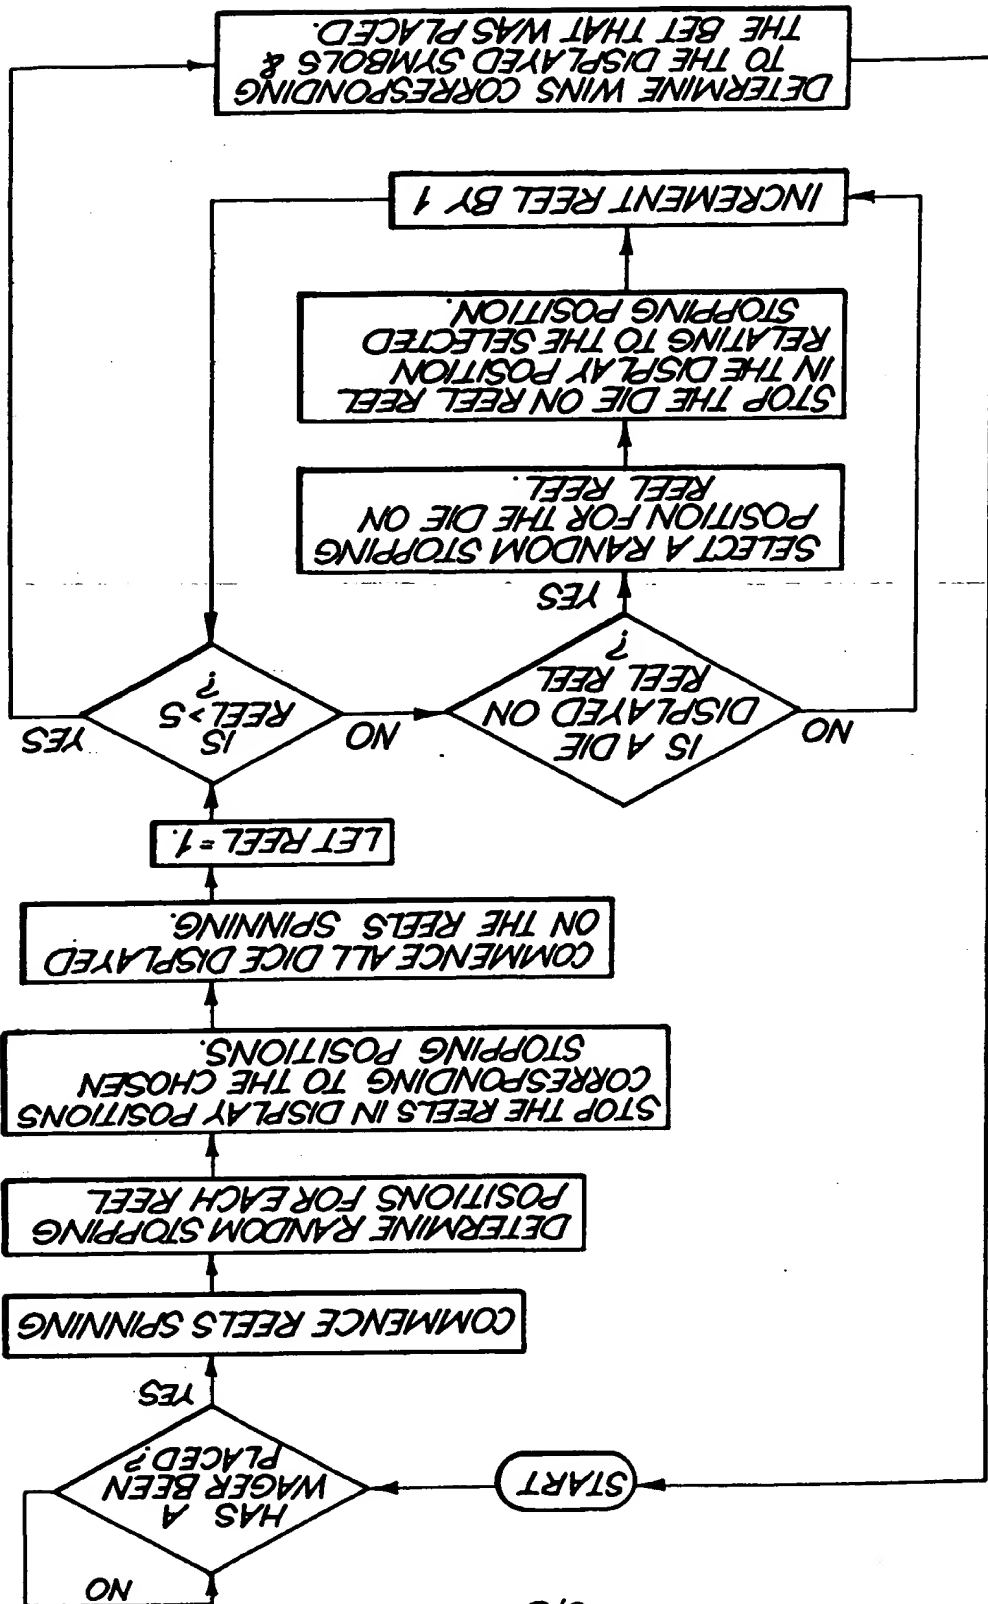 START
HAS A
WAGER BEEN
PLACED?
NO
YES
COMMENCE REELS SPINNING
DETERMINE RANDOM STOPPING
POSITIONS FOR EACH REEL
STOP THE REELS IN DISPLAY POSITIONS
CORRESPONDING TO THE CHOSEN
STOPPING POSITIONS.
COMMENCE ALL DICE DISPLAYED
ON THE REELS SPINNING.
LET REEL = 1.
IS
REEL>5
?
YES
NO
IS A DIE
DISPLAYED ON
REEL REEL
?
NO
YES
SELECT A RANDOM STOPPING
POSITION FOR THE DIE ON
REEL REEL.
STOP THE DIE ON REEL REEL
IN THE DISPLAY POSITION
RELATING TO THE SELECTED
STOPPING POSITION.
INCREMENT REEL BY 1
DETERMINE WINS CORRESPONDING
TO THE DISPLAYED SYMBOLS &
THE BET THAT WAS PLACED.